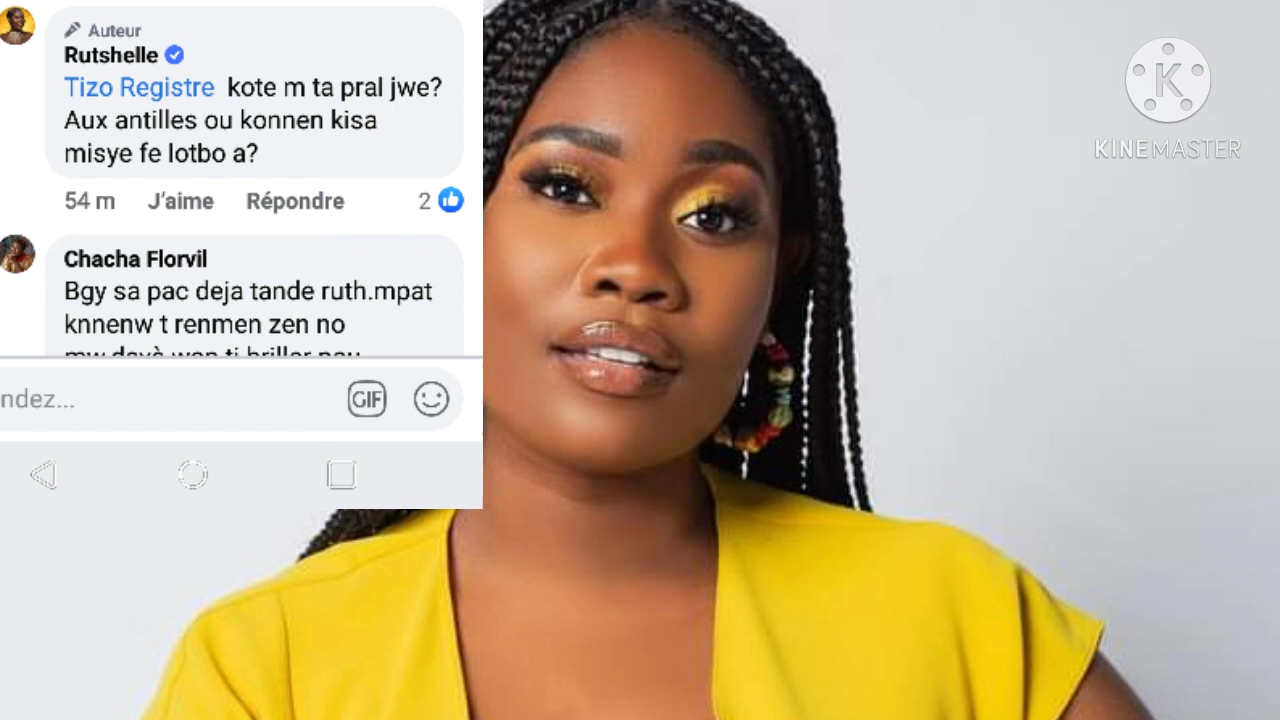 Auteur
Rutshelle
Tizo Registre kote m ta pral jwe?
Aux antilles ou konnen kisa
misye fe lotbo a?
54 m J'aime Répondre 2
Chacha Florvil
Bgy sa pac deja tande ruth.mpat
knnenw t renmen zen no
ndez...
GIF
K
KINEMASTER